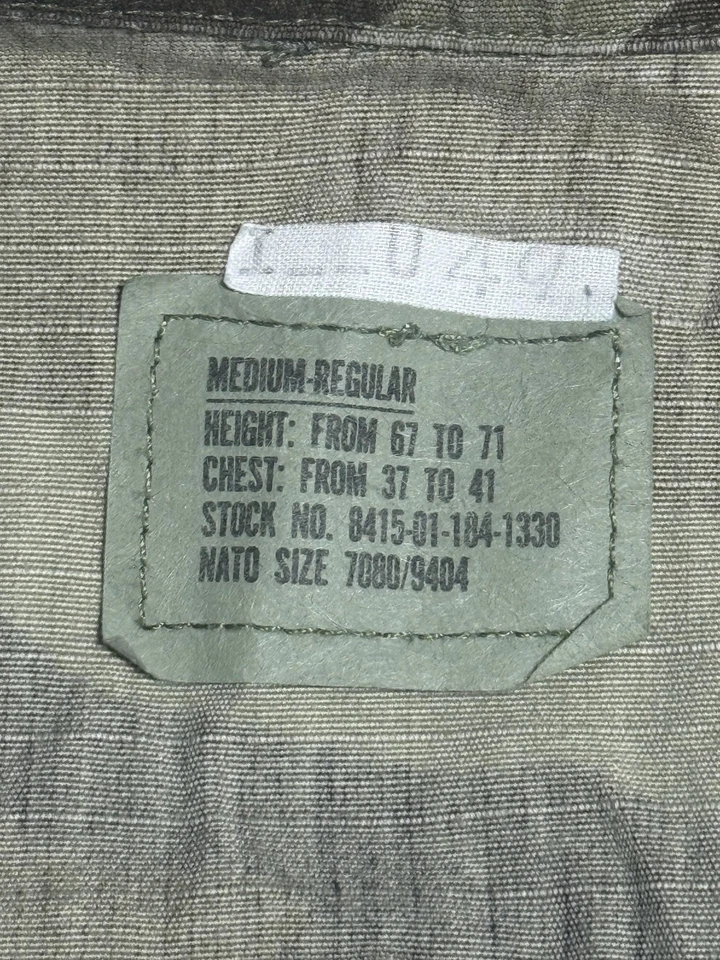 MEDIUM-REGULAR
HEIGHT: FROM 67 TO 71
CHEST: FROM 37 TO 41
STOCK NO. 8415-01-184-1330
NATO SIZE 7080/9404